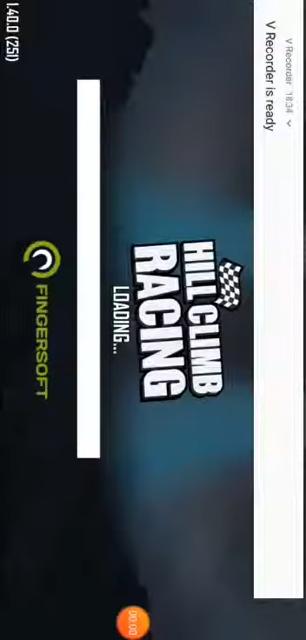 V Recorder 18:34
V Recorder is ready
HILL CLIMB
RACING
LOADING...
FINGERSOFT
1.40.0 (251)
00:00